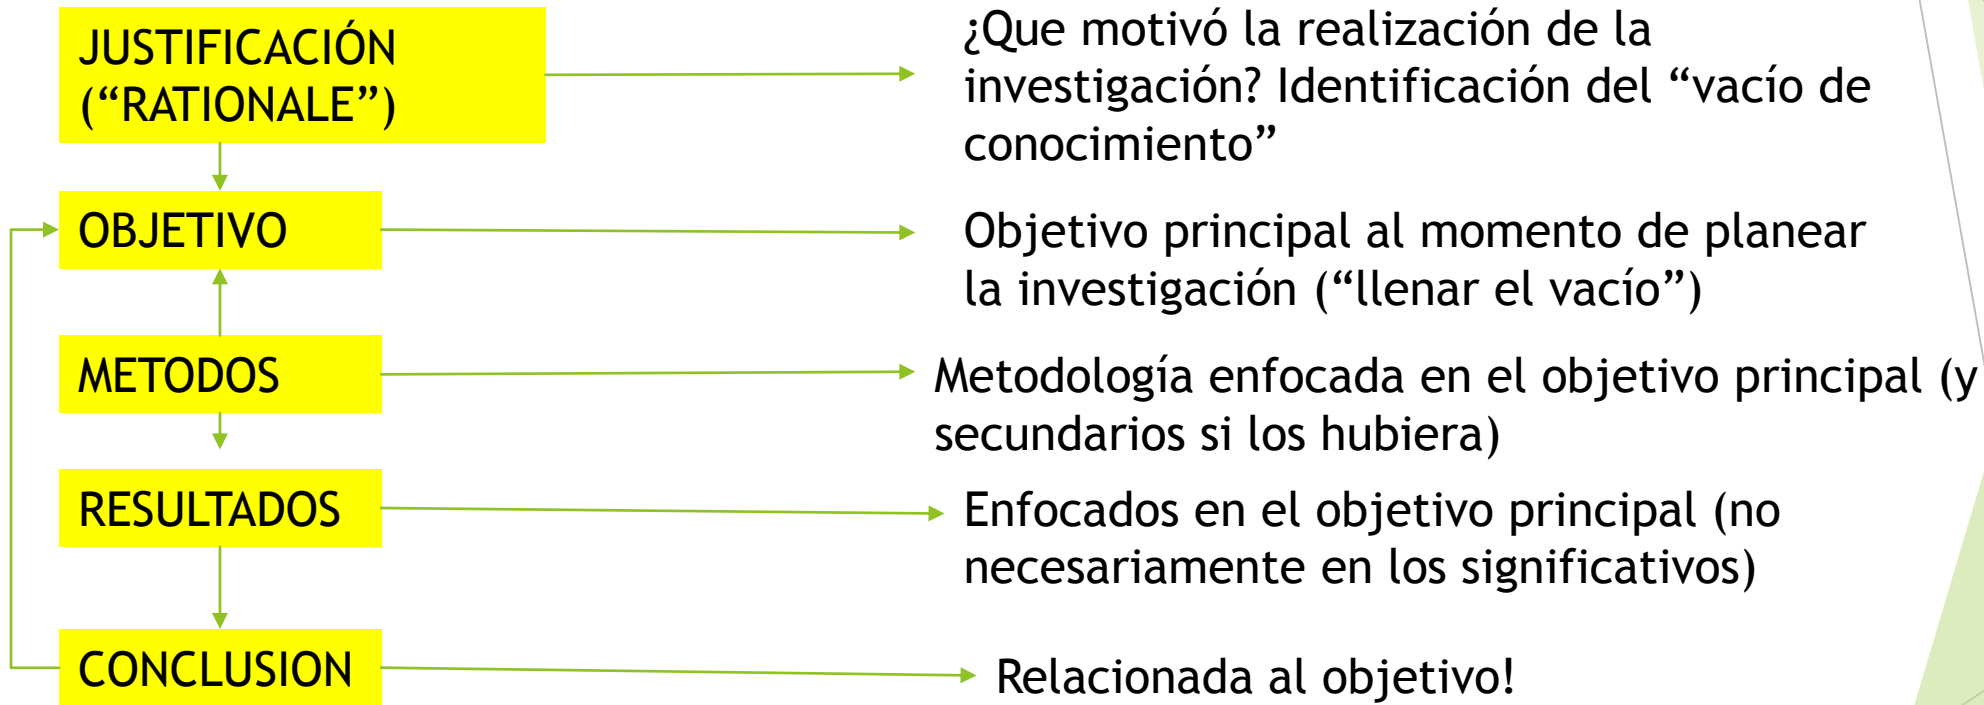 JUSTIFICACIÓN
(“RATIONALE”)
¿Que motivó la realización de la
investigación? Identificación del “vacío de
conocimiento”
OBJETIVO
Objetivo principal al momento de planear
la investigación (“llenar el vacío”)
METODOS
Metodología enfocada en el objetivo principal (y
secundarios si los hubiera)
RESULTADOS
Enfocados en el objetivo principal (no
necesariamente en los significativos)
CONCLUSION
Relacionada al objetivo!